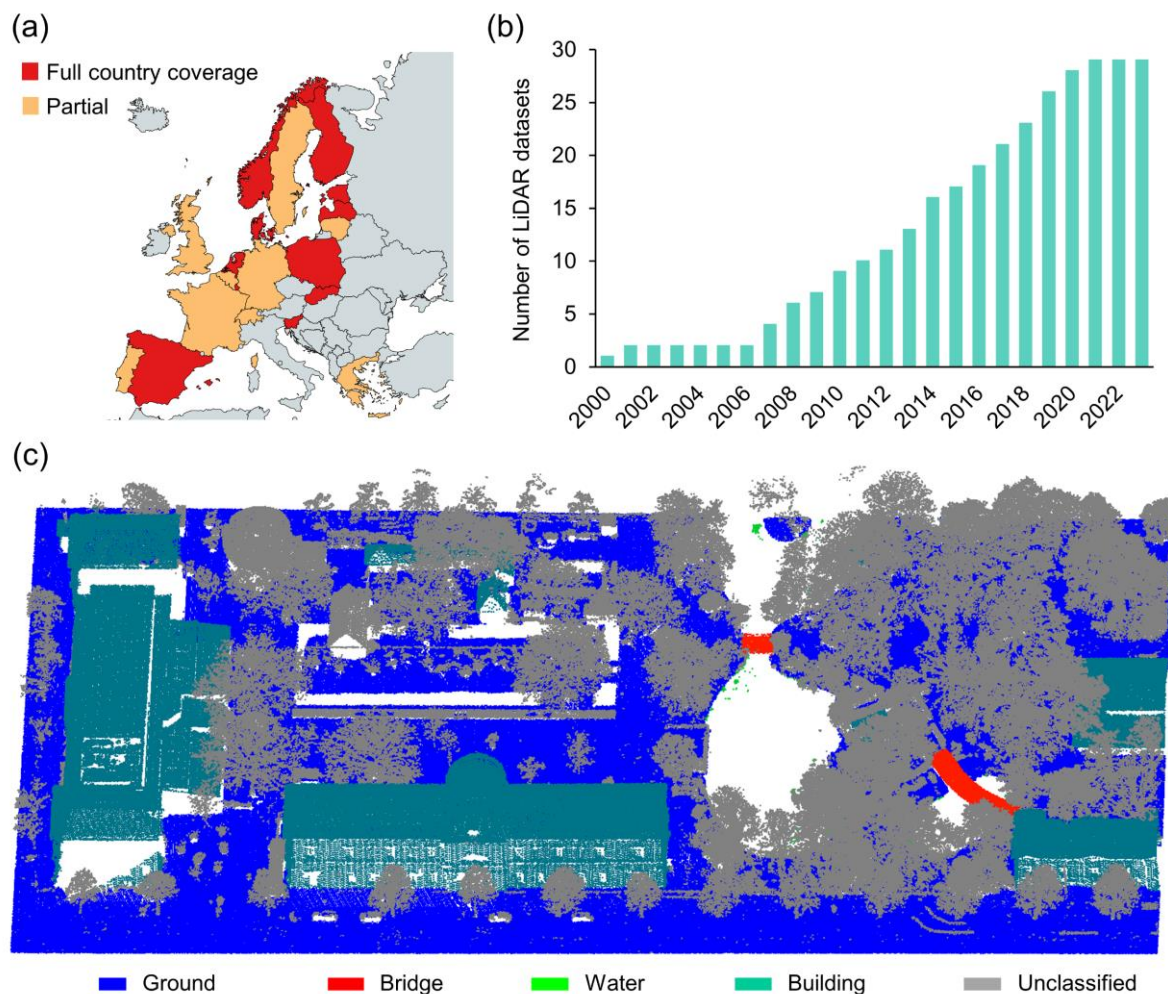 (a)
Full country coverage
Partial
(b)
Number of LiDAR datasets
30
25
20
15
10
5
0
2000
2002
2004
2006
2008
2010
2012
2014
2016
2018
2020
2022
(c)
Ground
Bridge
Water
Building
Unclassified